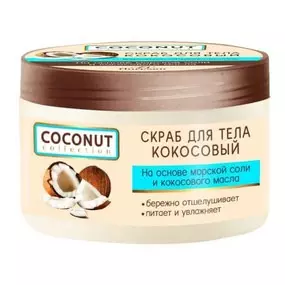 COCONUT
collection
СКРАБ ДЛЯ ТЕЛА
КОКОСОВЫЙ
На основе морской соли
и кокосового масла
• бережно отшелушивает
• питает и увлажняет